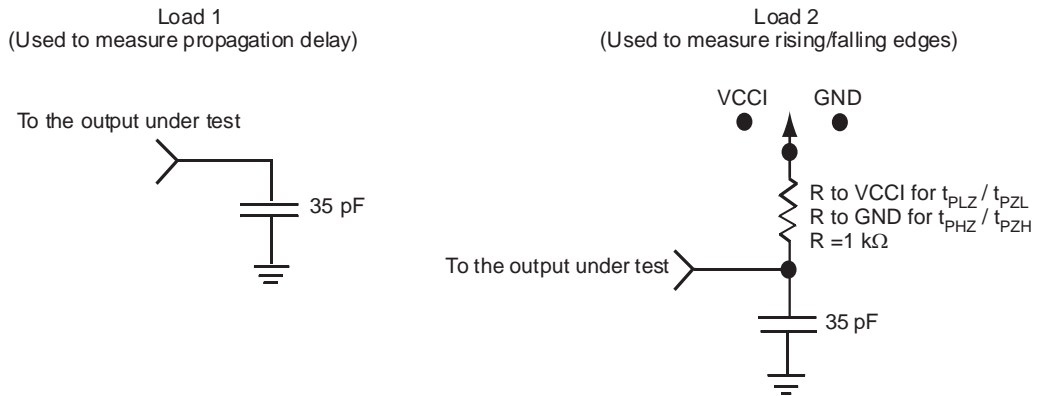 Load 1
(Used to measure propagation delay)
To the output under test
35 pF
Load 2
(Used to measure rising/falling edges)
VCCI
GND
R to VCCI for tPLZ / tPZL
R to GND for tPHZ / tPZH
R =1 kΩ
To the output under test
35 pF